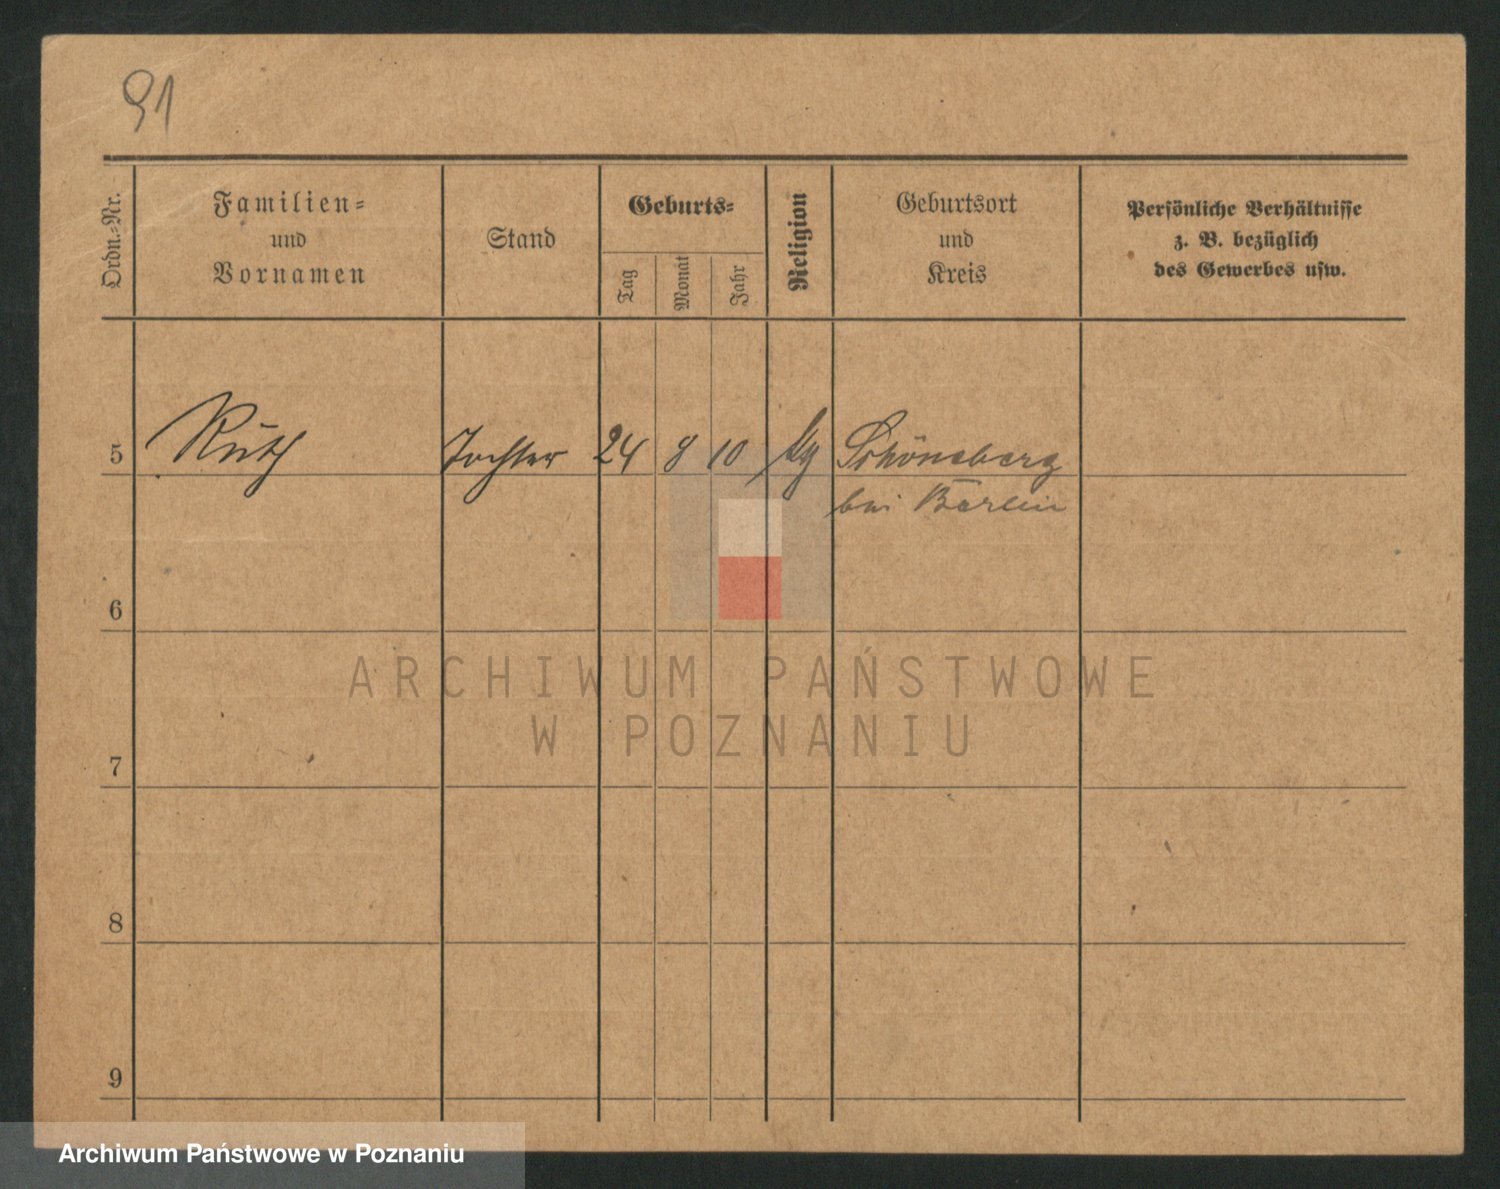 91
Ordn.-Nr.
Familien-
und
Vornamen
Stand
Geburts-
Tag
Monat
Jahr
Religion
Geburtsort
und
Kreis
Persönliche Verhältnisse
z. B. bezüglich
des Gewerbes usw.
5 Ruth Tochter 24 8 10 Schöneberg
bei Berlin
6
ARCHIWUM PAŃSTWOWE
W POZNANIU
7
8
9
Archiwum Państwowe w Poznaniu